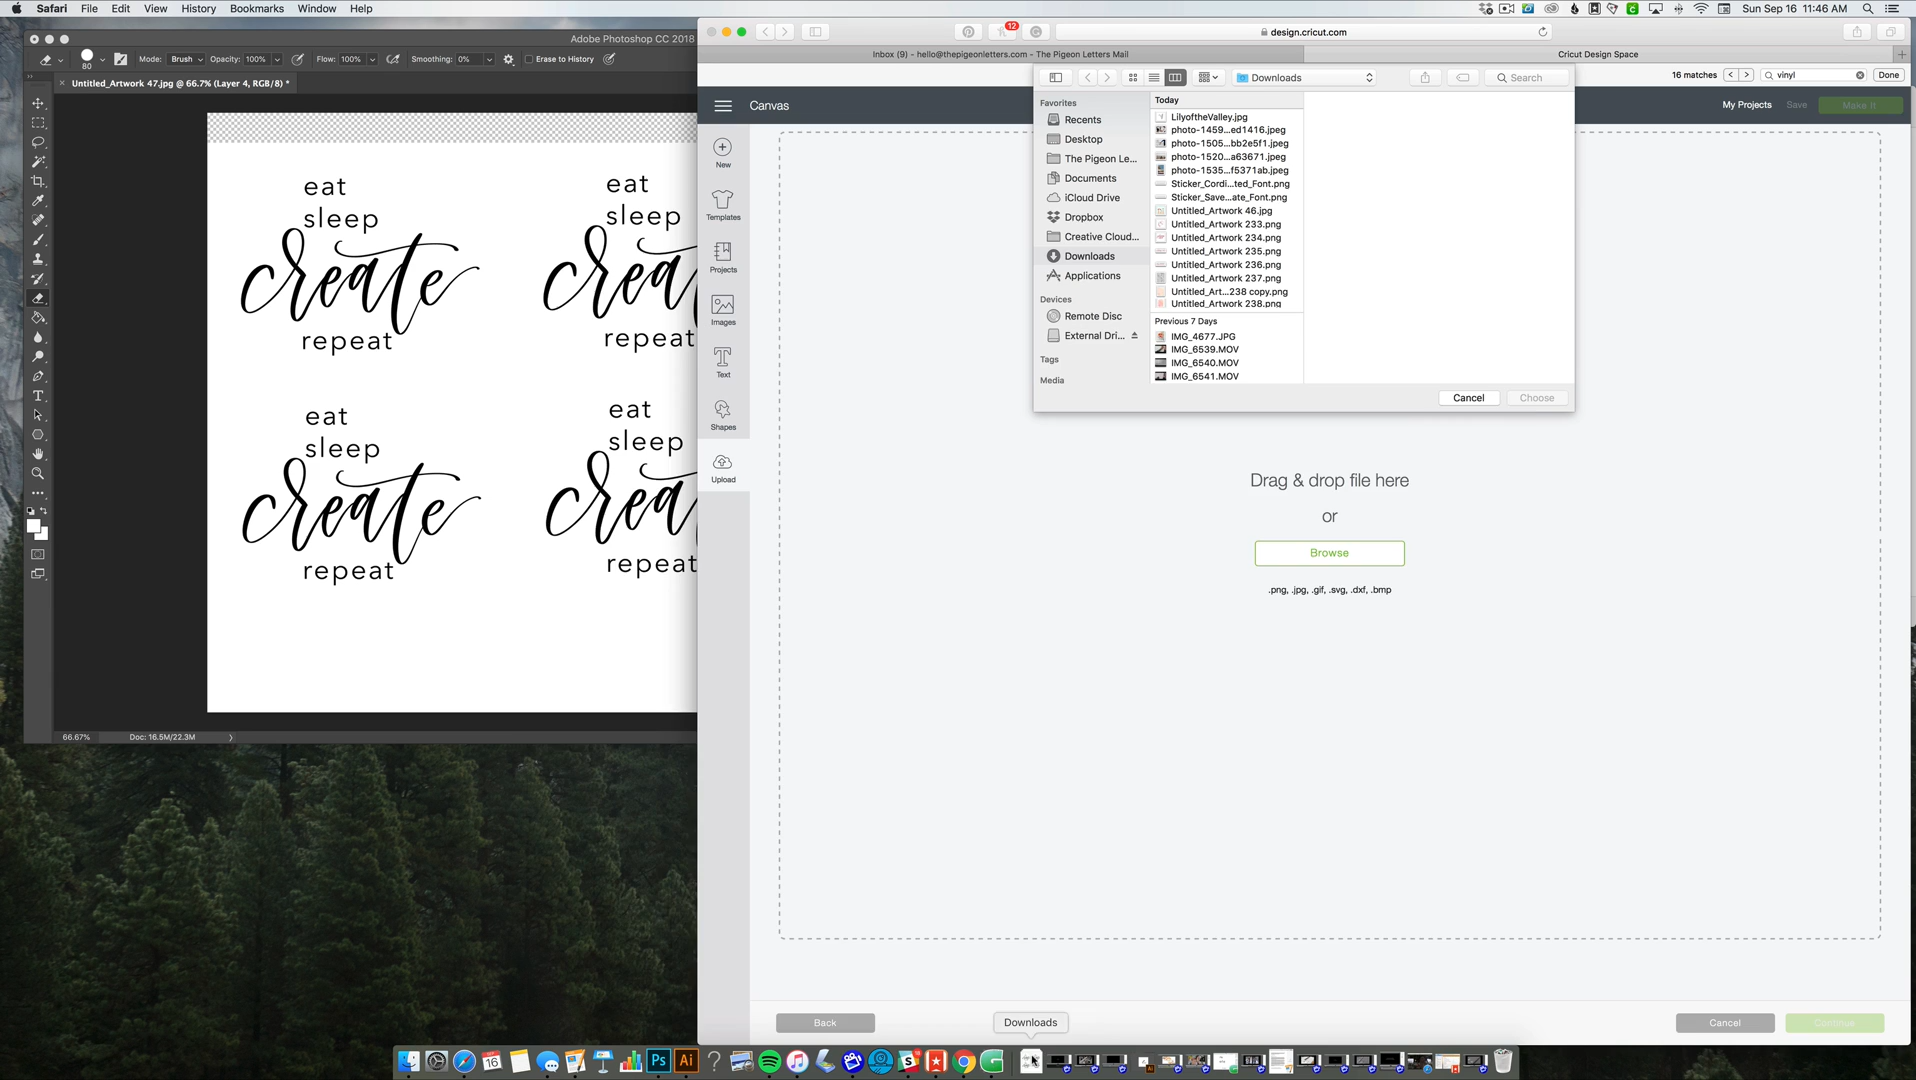 Safari File Edit View History Bookmarks Window Help
Sun Sep 16 11:46 AM
Adobe Photoshop CC 2018
Mode: Brush Opacity: 100% Flow: 100% Smoothing: 0% Erase to History
80
Untitled_Artwork 47.jpg @ 66.7% (Layer 4, RGB/8) *
eat
sleep
create
repeat
eat
sleep
create
repeat
eat
sleep
create
repeat
eat
sleep
create
repeat
66.67% Doc: 16.5M/22.3M
12
design.cricut.com
Inbox (9) - hello@thepigeonletters.com - The Pigeon Letters Mail
Cricut Design Space
16 matches
vinyl
Done
Canvas
My Projects Save Make It
New
Templates
Projects
Images
Text
Shapes
Upload
Downloads
Search
Favorites
Recents
Desktop
The Pigeon Le...
Documents
iCloud Drive
Dropbox
Creative Cloud...
Downloads
Applications
Devices
Remote Disc
External Dri...
Tags
Media
Today
LilyoftheValley.jpg
photo-1459...ed1416.jpeg
photo-1505...bb2e5f1.jpeg
photo-1520...a63671.jpeg
photo-1535...f5371ab.jpeg
Sticker_Cordi...ted_Font.png
Sticker_Save...ate_Font.png
Untitled_Artwork 46.jpg
Untitled_Artwork 233.png
Untitled_Artwork 234.png
Untitled_Artwork 235.png
Untitled_Artwork 236.png
Untitled_Artwork 237.png
Untitled_Art...238 copy.png
Untitled_Artwork 238.png
Previous 7 Days
IMG_4677.JPG
IMG_6539.MOV
IMG_6540.MOV
IMG_6541.MOV
Cancel Choose
Drag & drop file here
or
Browse
.png, .jpg, .gif, .svg, .dxf, .bmp
Back
Downloads
Cancel
Continue
16
Ps Ai